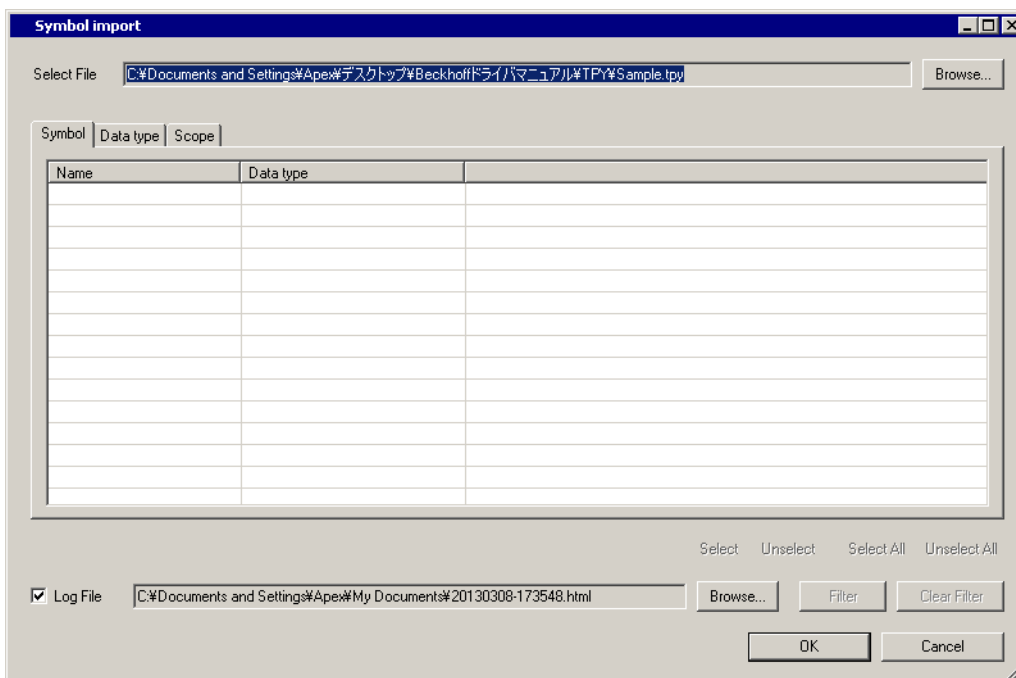 Symbol import
Select File C:¥Documents and Settings¥Apex¥デスクトップ¥Beckhoffドライバマニュアル¥TPY¥Sample.tpy Browse...
Symbol Data type Scope
Name Data type
Select Unselect Select All Unselect All
Log File C:¥Documents and Settings¥Apex¥My Documents¥20130308-173548.html Browse... Filter Clear Filter
OK Cancel